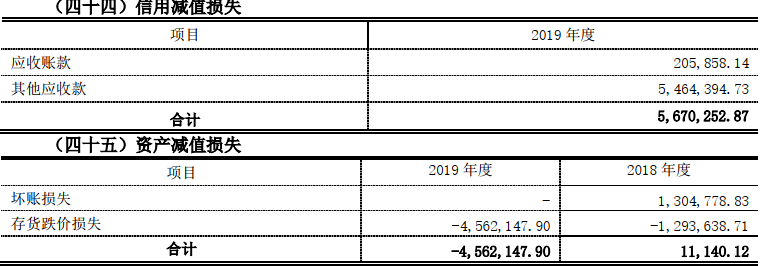 （四十四）信用减值损失
项目 2019 年度
应收账款 205,858.14
其他应收款 5,464,394.73
合计 5,670,252.87
（四十五）资产减值损失
项目 2019 年度 2018 年度
坏账损失 - 1,304,778.83
存货跌价损失 -4,562,147.90 -1,293,638.71
合计 -4,562,147.90 11,140.12